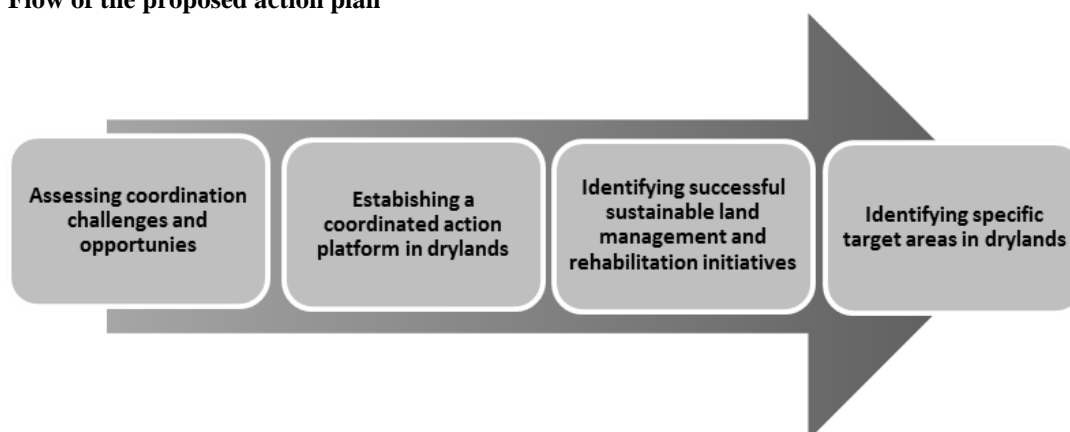 Flow of the proposed action plan
Assessing coordination
challenges and
opportunies
Estabishing a
coordinated action
platform in drylands
Identifying successful
sustainable land
management and
rehabilitation initiatives
Identifying specific
target areas in drylands